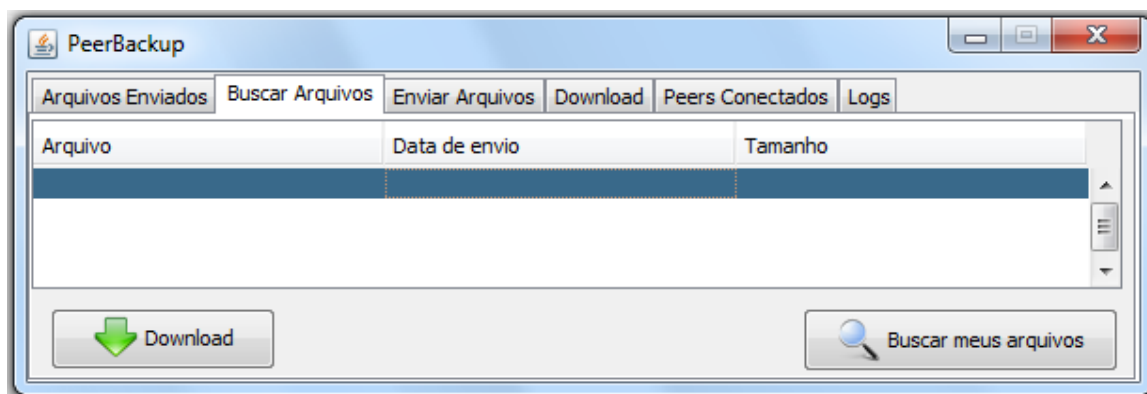 PeerBackup
Arquivos Enviados Buscar Arquivos Enviar Arquivos Download Peers Conectados Logs
Arquivo Data de envio Tamanho
Download Buscar meus arquivos